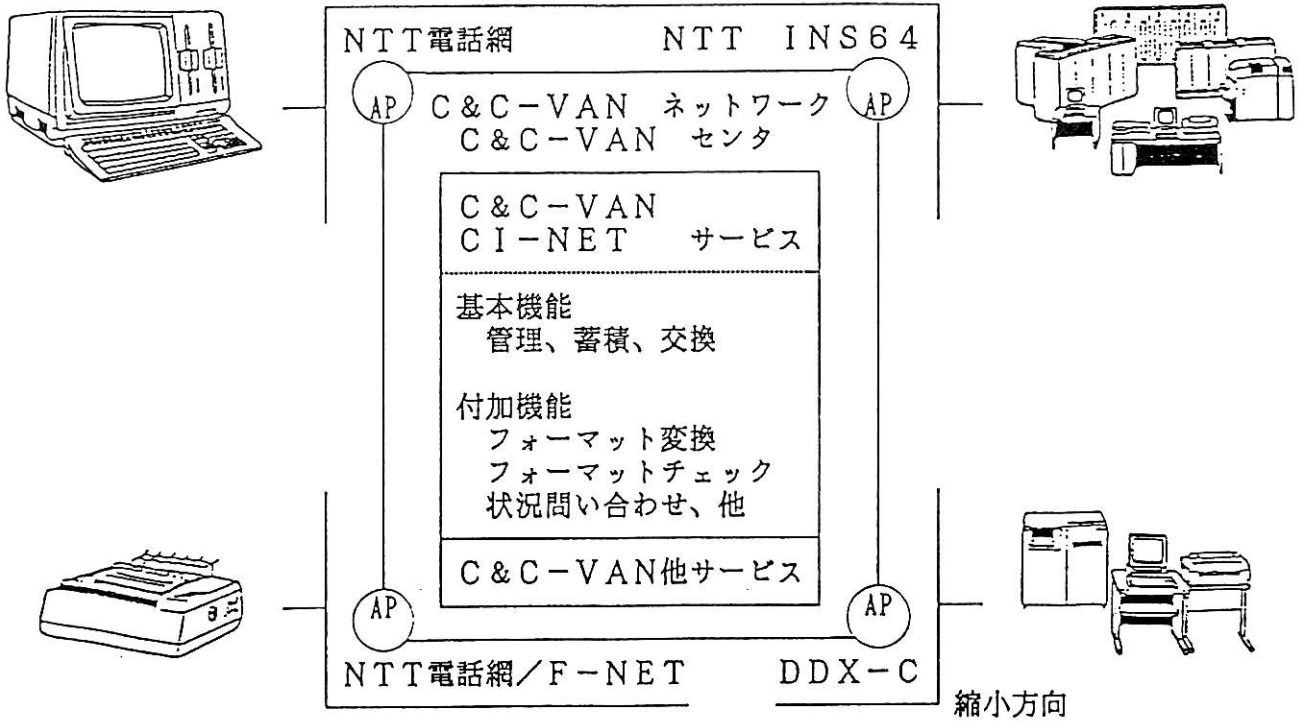 NTT電話網 NTT INS64
AP C&C-VAN ネットワーク AP
C&C-VAN センタ
C&C-VAN
CI-NET サービス
基本機能
管理、蓄積、交換
付加機能
フォーマット変換
フォーマットチェック
状況問い合わせ、他
C&C-VAN他サービス
AP AP
NTT電話網/F-NET DDX-C
縮小方向